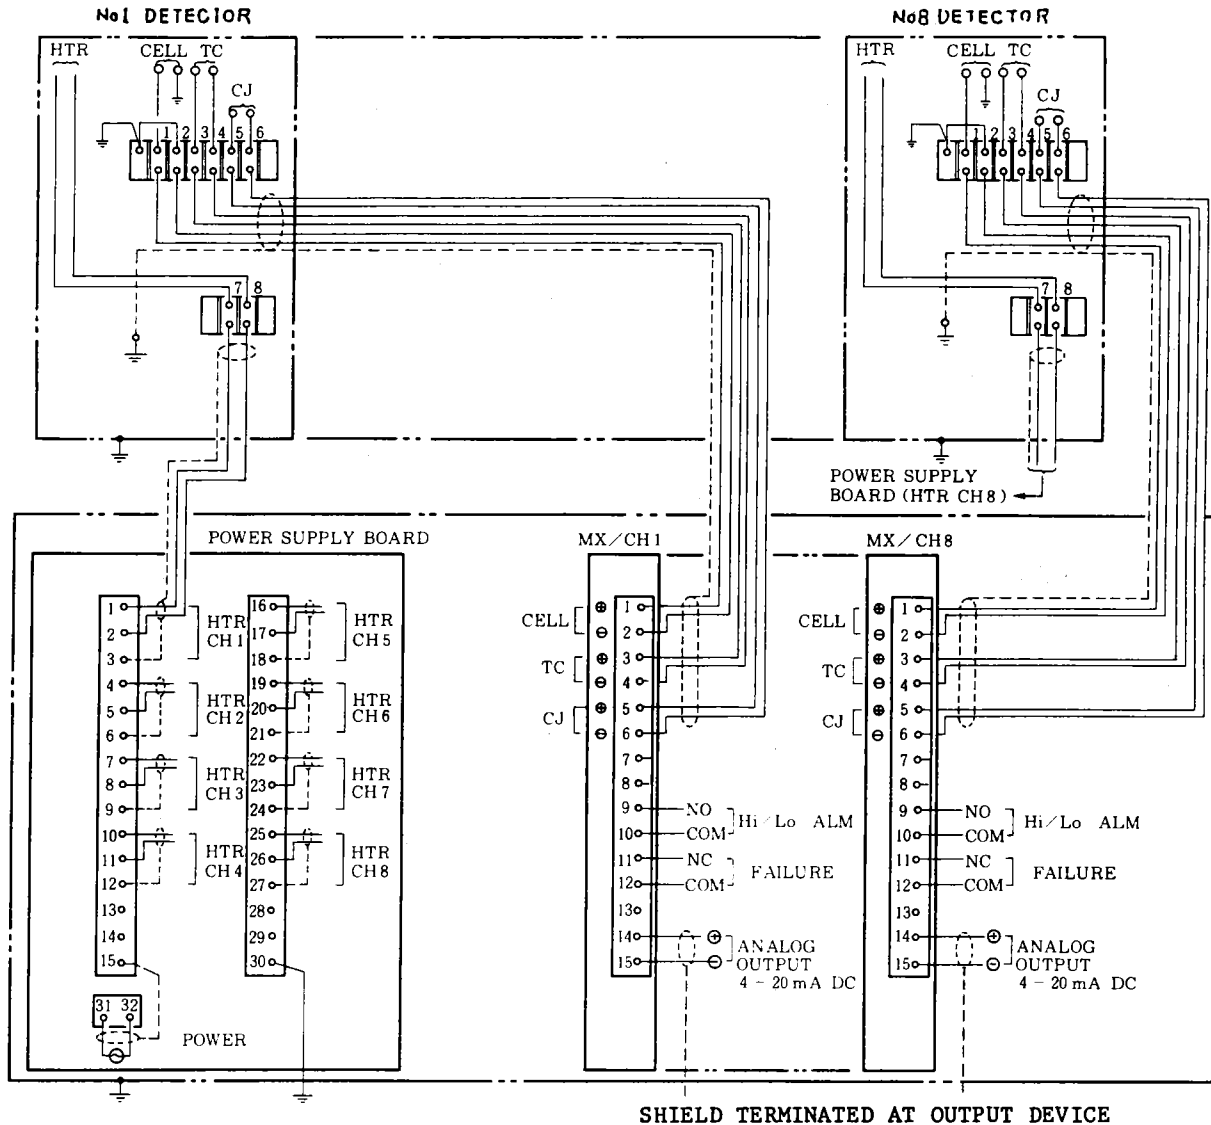 No1 DETECIOR
No8 DETECTOR
HTR CELL TC
CJ
1 2 3 4 5 6
7 8
HTR CELL TC
CJ
1 2 3 4 5 6
7 8
POWER SUPPLY
BOARD (HTR CH8)
POWER SUPPLY BOARD
1
2
3
4
5
6
7
8
9
10
11
12
13
14
15
HTR
CH1
HTR
CH2
HTR
CH3
HTR
CH4
16
17
18
19
20
21
22
23
24
25
26
27
28
29
30
HTR
CH5
HTR
CH6
HTR
CH7
HTR
CH8
31 32
POWER
MX/CH1
CELL
TC
CJ
⊕
⊖
⊕
⊖
⊕
⊖
1
2
3
4
5
6
7
8
9
10
11
12
13
14
15
NO
COM
Hi/Lo ALM
NC
COM
FAILURE
⊕
⊖
ANALOG
OUTPUT
4 - 20 mA DC
MX/CH8
CELL
TC
CJ
⊕
⊖
⊕
⊖
⊕
⊖
1
2
3
4
5
6
7
8
9
10
11
12
13
14
15
NO
COM
Hi/Lo ALM
NC
COM
FAILURE
⊕
⊖
ANALOG
OUTPUT
4 - 20 mA DC
SHIELD TERMINATED AT OUTPUT DEVICE